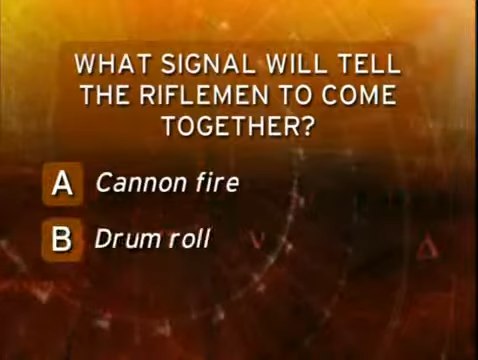 WHAT SIGNAL WILL TELL
THE RIFLEMEN TO COME
TOGETHER?
A Cannon fire
B Drum roll